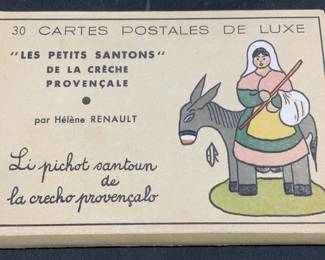 30 CARTES POSTALES DE LUXE
"LES PETITS SANTONS"
DE LA CRÈCHE
PROVENÇALE
par Hélène RENAULT
Li pichot santoun
de
la crecho provençalo